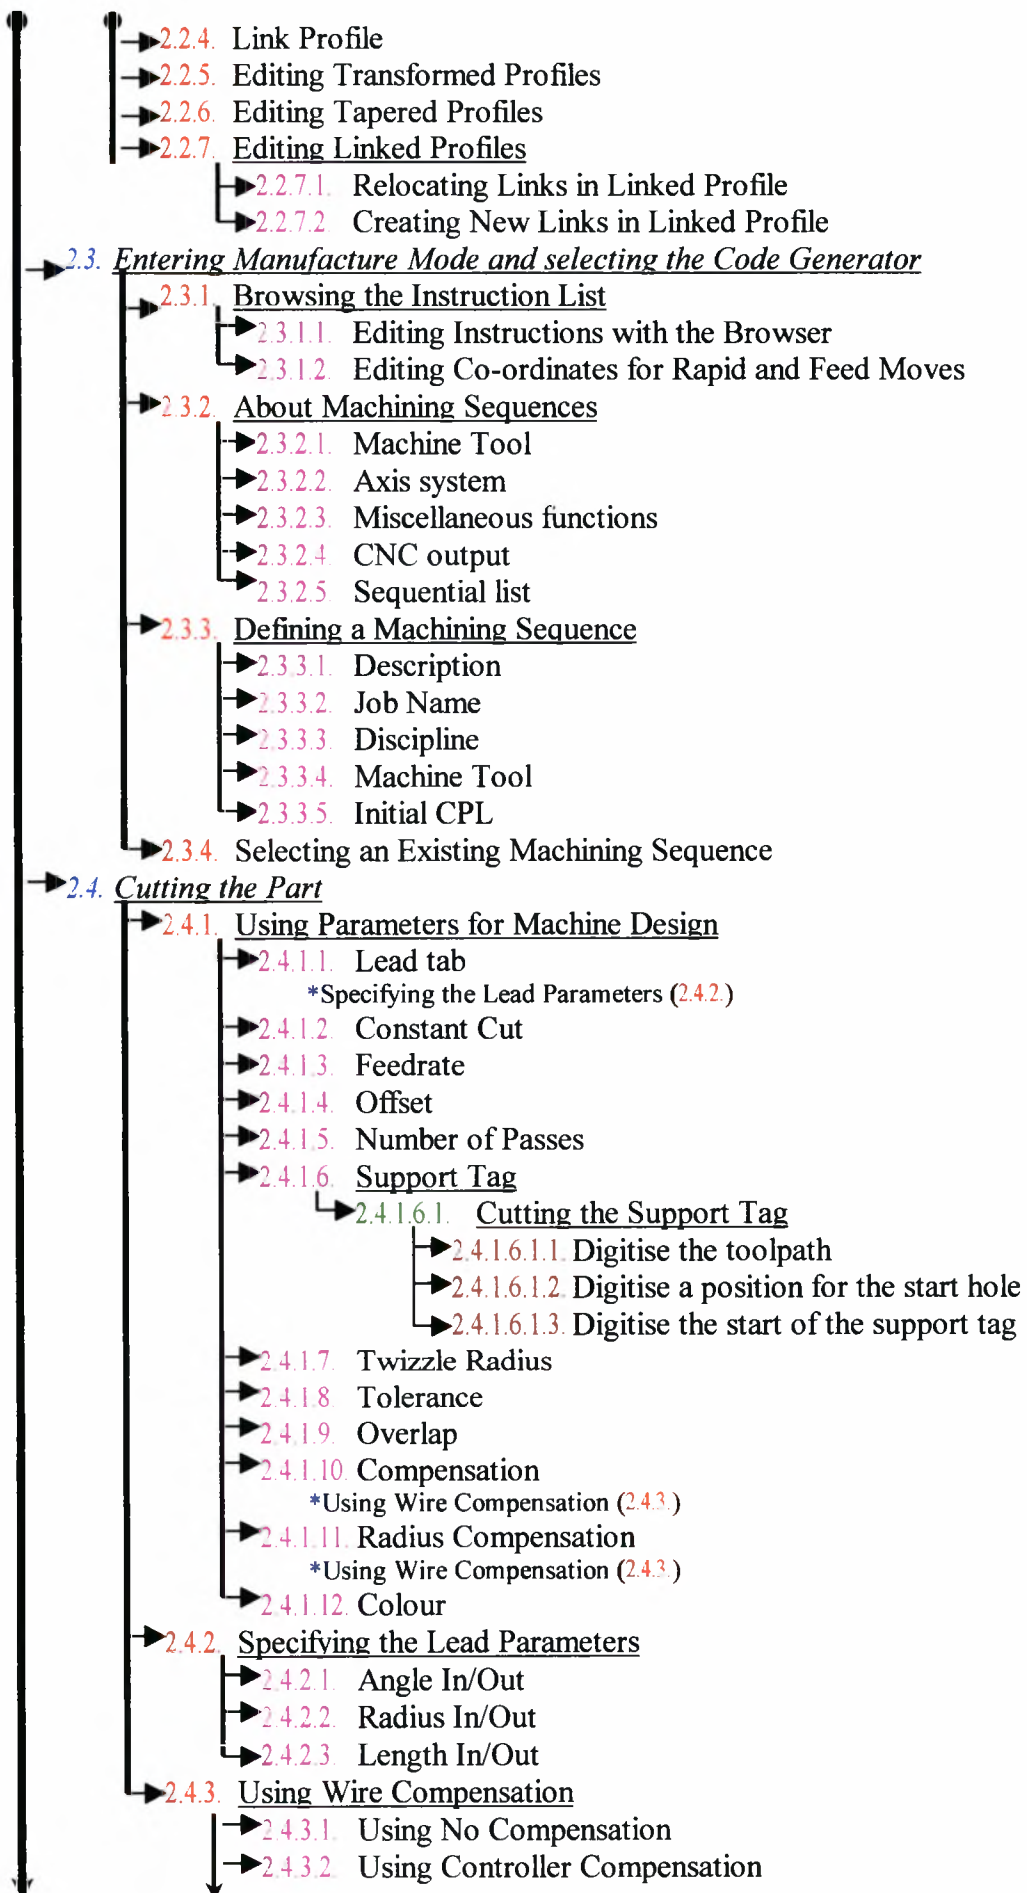 2.2.4. Link Profile
2.2.5. Editing Transformed Profiles
2.2.6. Editing Tapered Profiles
2.2.7. Editing Linked Profiles
2.2.7.1. Relocating Links in Linked Profile
2.2.7.2. Creating New Links in Linked Profile
2.3. Entering Manufacture Mode and selecting the Code Generator
2.3.1. Browsing the Instruction List
2.3.1.1. Editing Instructions with the Browser
2.3.1.2. Editing Co-ordinates for Rapid and Feed Moves
2.3.2. About Machining Sequences
2.3.2.1. Machine Tool
2.3.2.2. Axis system
2.3.2.3. Miscellaneous functions
2.3.2.4. CNC output
2.3.2.5. Sequential list
2.3.3. Defining a Machining Sequence
2.3.3.1. Description
2.3.3.2. Job Name
2.3.3.3. Discipline
2.3.3.4. Machine Tool
2.3.3.5. Initial CPL
2.3.4. Selecting an Existing Machining Sequence
2.4. Cutting the Part
2.4.1. Using Parameters for Machine Design
2.4.1.1. Lead tab
*Specifying the Lead Parameters (2.4.2.)
2.4.1.2. Constant Cut
2.4.1.3. Feedrate
2.4.1.4. Offset
2.4.1.5. Number of Passes
2.4.1.6. Support Tag
2.4.1.6.1. Cutting the Support Tag
2.4.1.6.1.1. Digitise the toolpath
2.4.1.6.1.2. Digitise a position for the start hole
2.4.1.6.1.3. Digitise the start of the support tag
2.4.1.7. Twizzle Radius
2.4.1.8. Tolerance
2.4.1.9. Overlap
2.4.1.10. Compensation
*Using Wire Compensation (2.4.3.)
2.4.1.11. Radius Compensation
*Using Wire Compensation (2.4.3.)
2.4.1.12. Colour
2.4.2. Specifying the Lead Parameters
2.4.2.1. Angle In/Out
2.4.2.2. Radius In/Out
2.4.2.3. Length In/Out
2.4.3. Using Wire Compensation
2.4.3.1. Using No Compensation
2.4.3.2. Using Controller Compensation